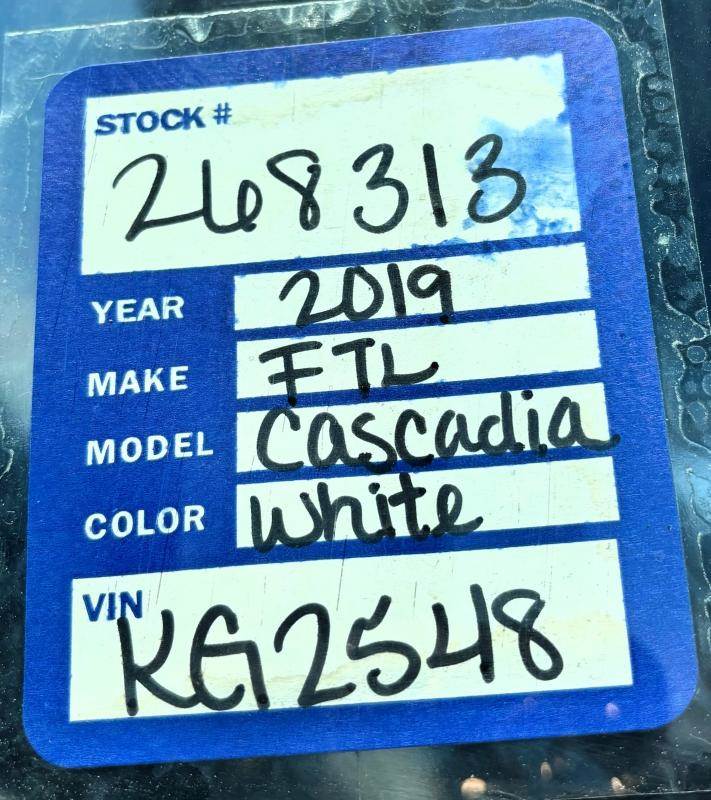 STOCK #
268313
YEAR 2019
MAKE FTL
MODEL Cascadia
COLOR White
VIN
KG2548